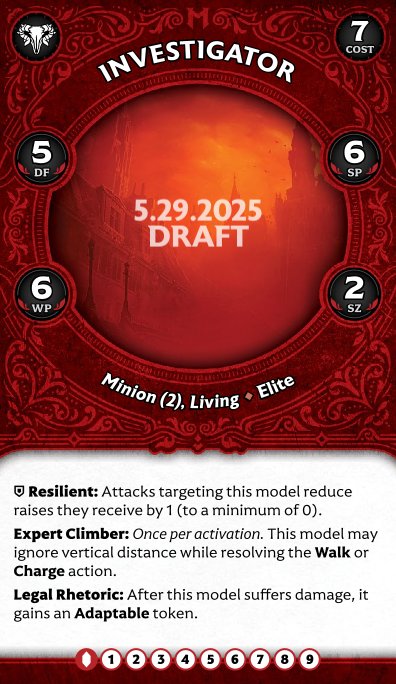 INVESTIGATOR
7
COST
5
DF
6
SP
5.29.2025
DRAFT
6
WP
2
SZ
Minion (2), Living • Elite
Resilient: Attacks targeting this model reduce
raises they receive by 1 (to a minimum of 0).
Expert Climber: Once per activation. This model may
ignore vertical distance while resolving the Walk or
Charge action.
Legal Rhetoric: After this model suffers damage, it
gains an Adaptable token.
1 2 3 4 5 6 7 8 9